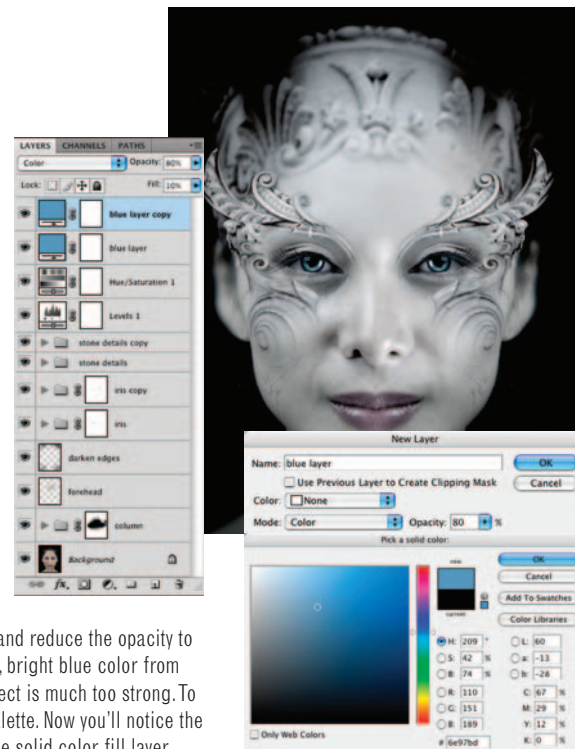 LAYERS CHANNELS PATHS
Color Opacity: 80%
Lock: Fill: 10%
blue layer copy
blue layer
Hue/Saturation 1
Levels 1
stone details copy
stone details
iris copy
iris
darken edges
forehead
column
Background
fx.
New Layer
Name: blue layer OK
Use Previous Layer to Create Clipping Mask Cancel
Color: None
Mode: Color Opacity: 80 %
Pick a solid color:
new OK
Cancel
Add To Swatches
current Color Libraries
H: 209 ° L: 60
S: 42 % a: -13
B: 74 % b: -28
R: 110 C: 67 %
G: 151 M: 29 %
B: 189 Y: 12 %
Only Web Colors # 6e97bd K: 0 %
and reduce the opacity to
, bright blue color from
ect is much too strong. To
lette. Now you'll notice the
e solid color fill layer